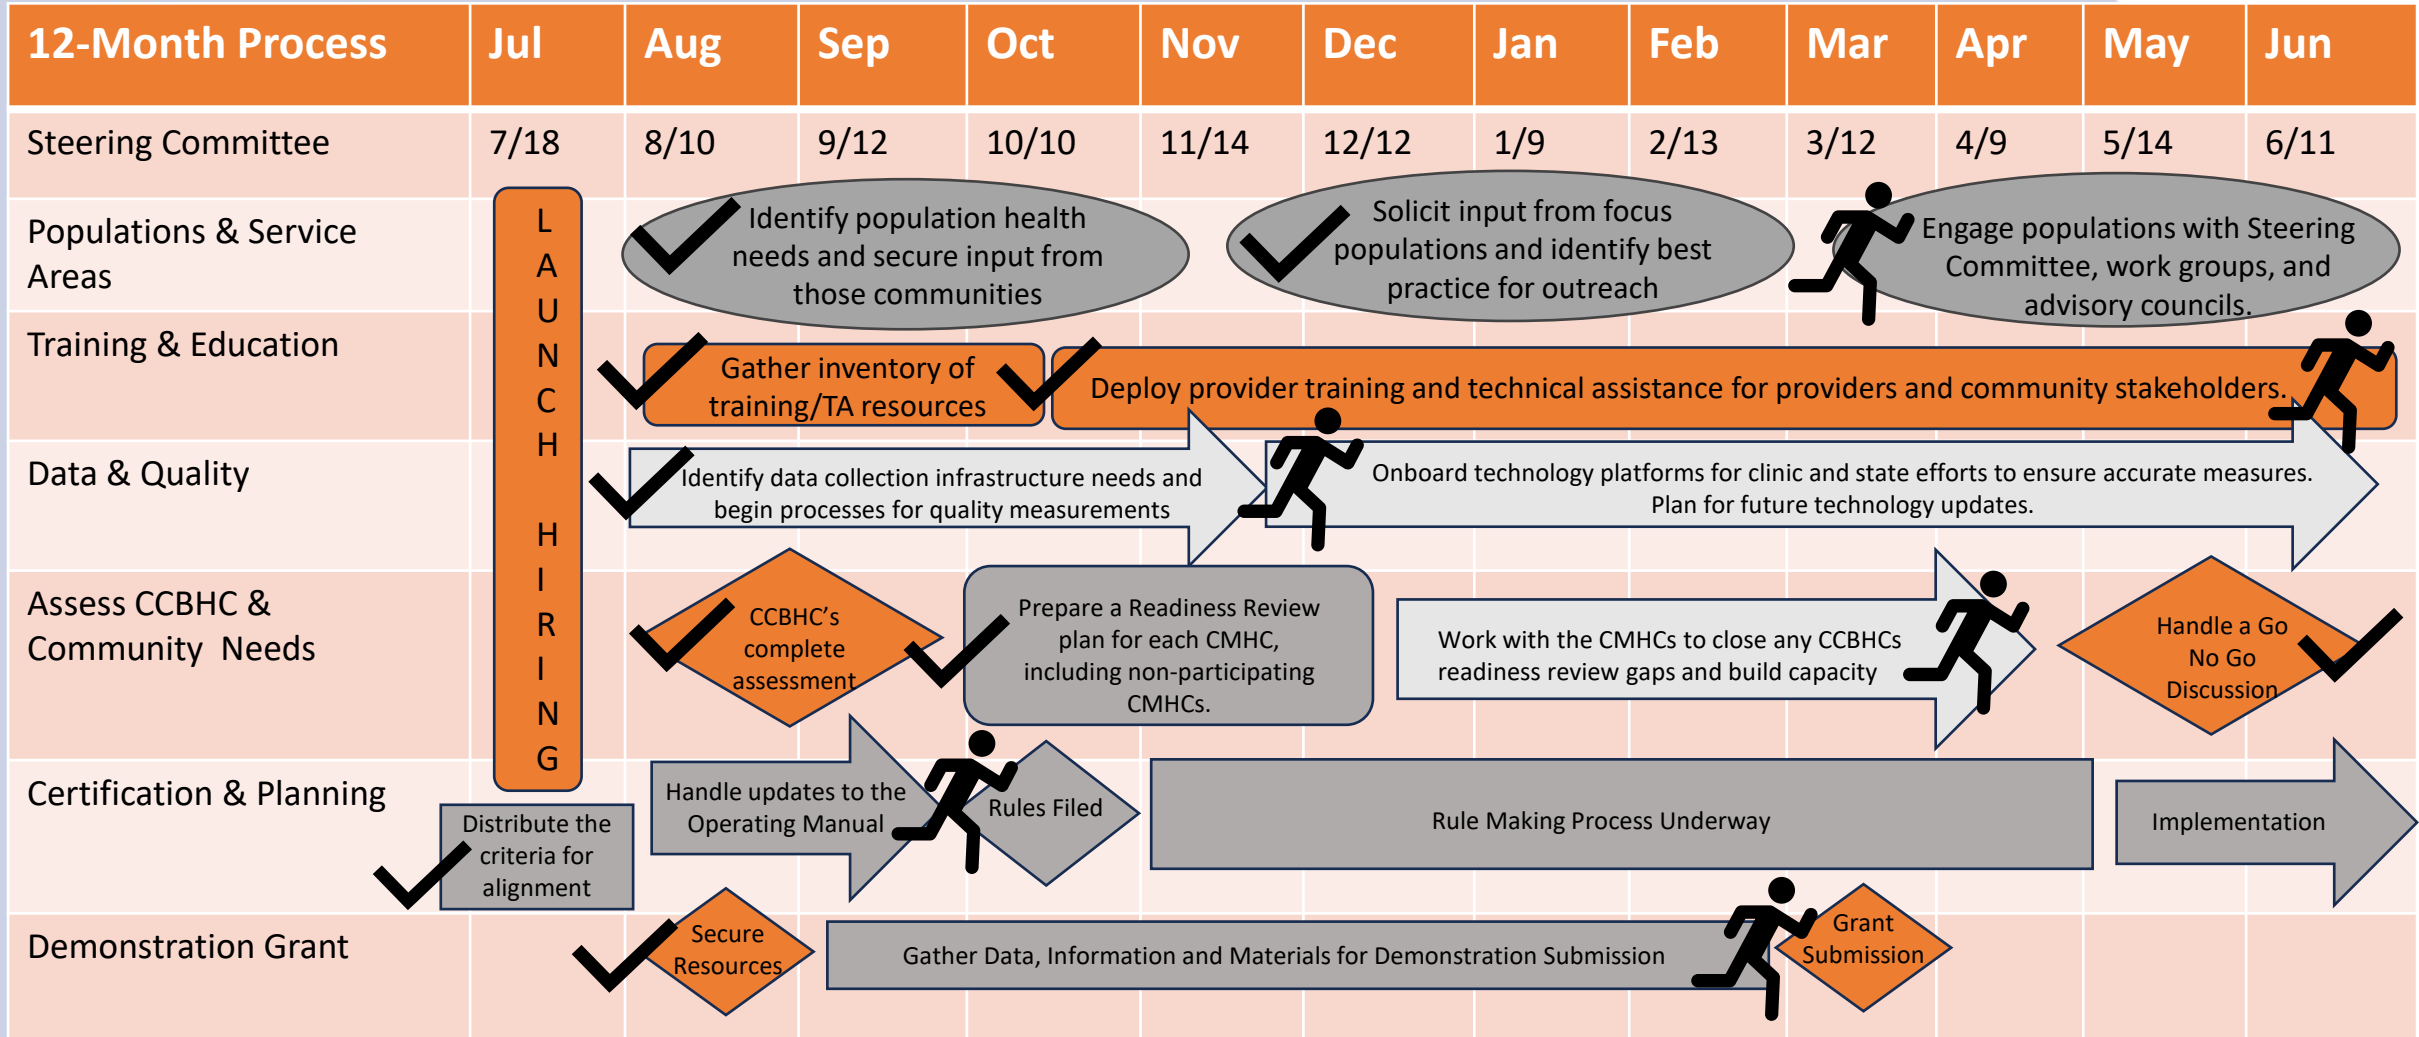 12-Month Process Jul Aug Sep Oct Nov Dec Jan Feb Mar Apr May Jun
Steering Committee 7/18 8/10 9/12 10/10 11/14 12/12 1/9 2/13 3/12 4/9 5/14 6/11
LAUNCH HIRING
Populations & Service
Areas
Identify population health
needs and secure input from
those communities
Solicit input from focus
populations and identify best
practice for outreach
Engage populations with Steering
Committee, work groups, and
advisory councils.
Training & Education
Gather inventory of
training/TA resources
Deploy provider training and technical assistance for providers and community stakeholders.
Data & Quality
Identify data collection infrastructure needs and
begin processes for quality measurements
Onboard technology platforms for clinic and state efforts to ensure accurate measures.
Plan for future technology updates.
Assess CCBHC &
Community Needs
CCBHC's
complete
assessment
Prepare a Readiness Review
plan for each CMHC,
including non-participating
CMHCs.
Work with the CMHCs to close any CCBHCs
readiness review gaps and build capacity
Handle a Go
No Go
Discussion
Certification & Planning
Distribute the
criteria for
alignment
Handle updates to the
Operating Manual
Rules Filed
Rule Making Process Underway
Implementation
Demonstration Grant
Secure
Resources
Gather Data, Information and Materials for Demonstration Submission
Grant
Submission